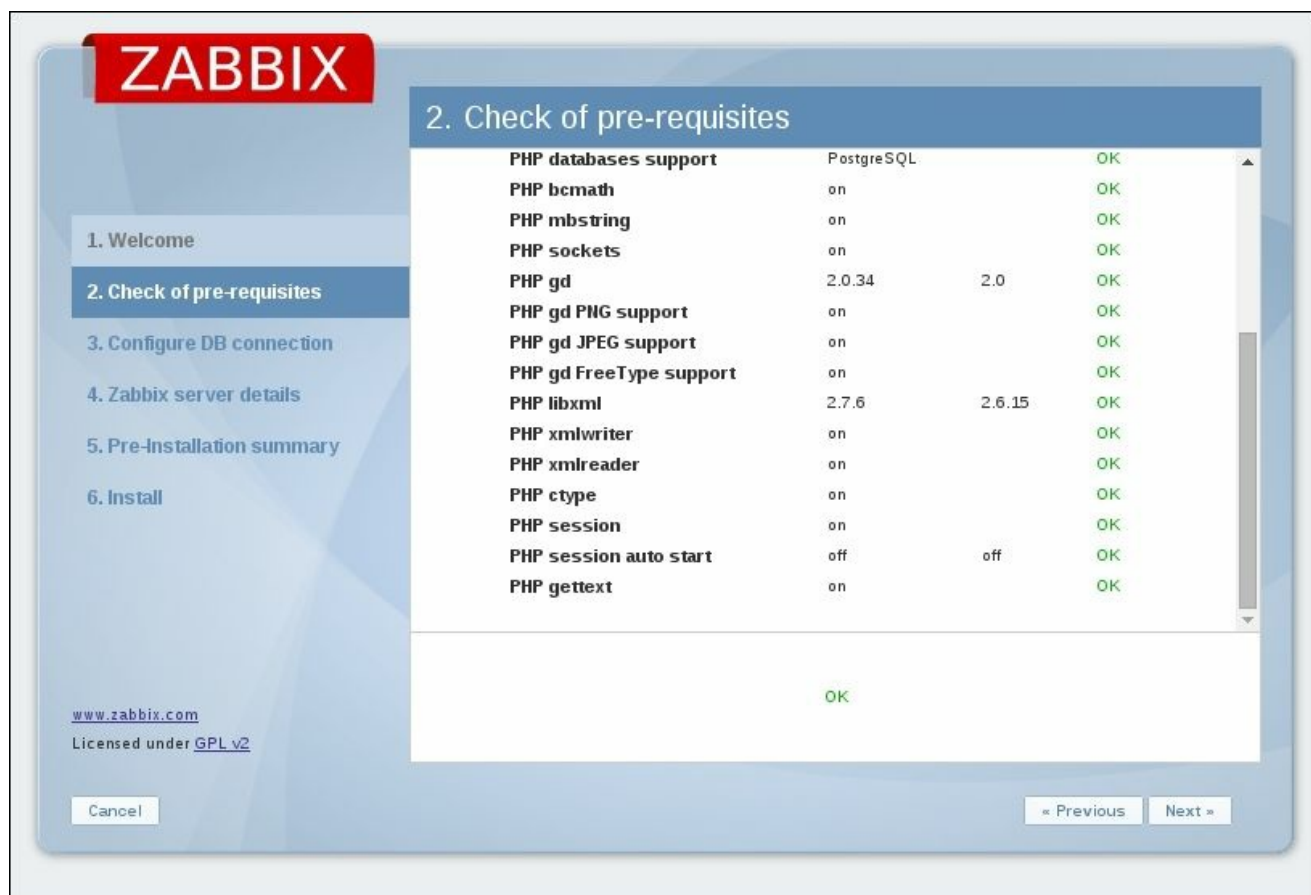 ZABBIX
2. Check of pre-requisites
1. Welcome
2. Check of pre-requisites
3. Configure DB connection
4. Zabbix server details
5. Pre-Installation summary
6. Install
PHP databases support PostgreSQL OK
PHP bcmath on OK
PHP mbstring on OK
PHP sockets on OK
PHP gd 2.0.34 2.0 OK
PHP gd PNG support on OK
PHP gd JPEG support on OK
PHP gd FreeType support on OK
PHP libxml 2.7.6 2.6.15 OK
PHP xmlwriter on OK
PHP xmlreader on OK
PHP ctype on OK
PHP session on OK
PHP session auto start off off OK
PHP gettext on OK
OK
www.zabbix.com
Licensed under GPL v2
Cancel
« Previous
Next »